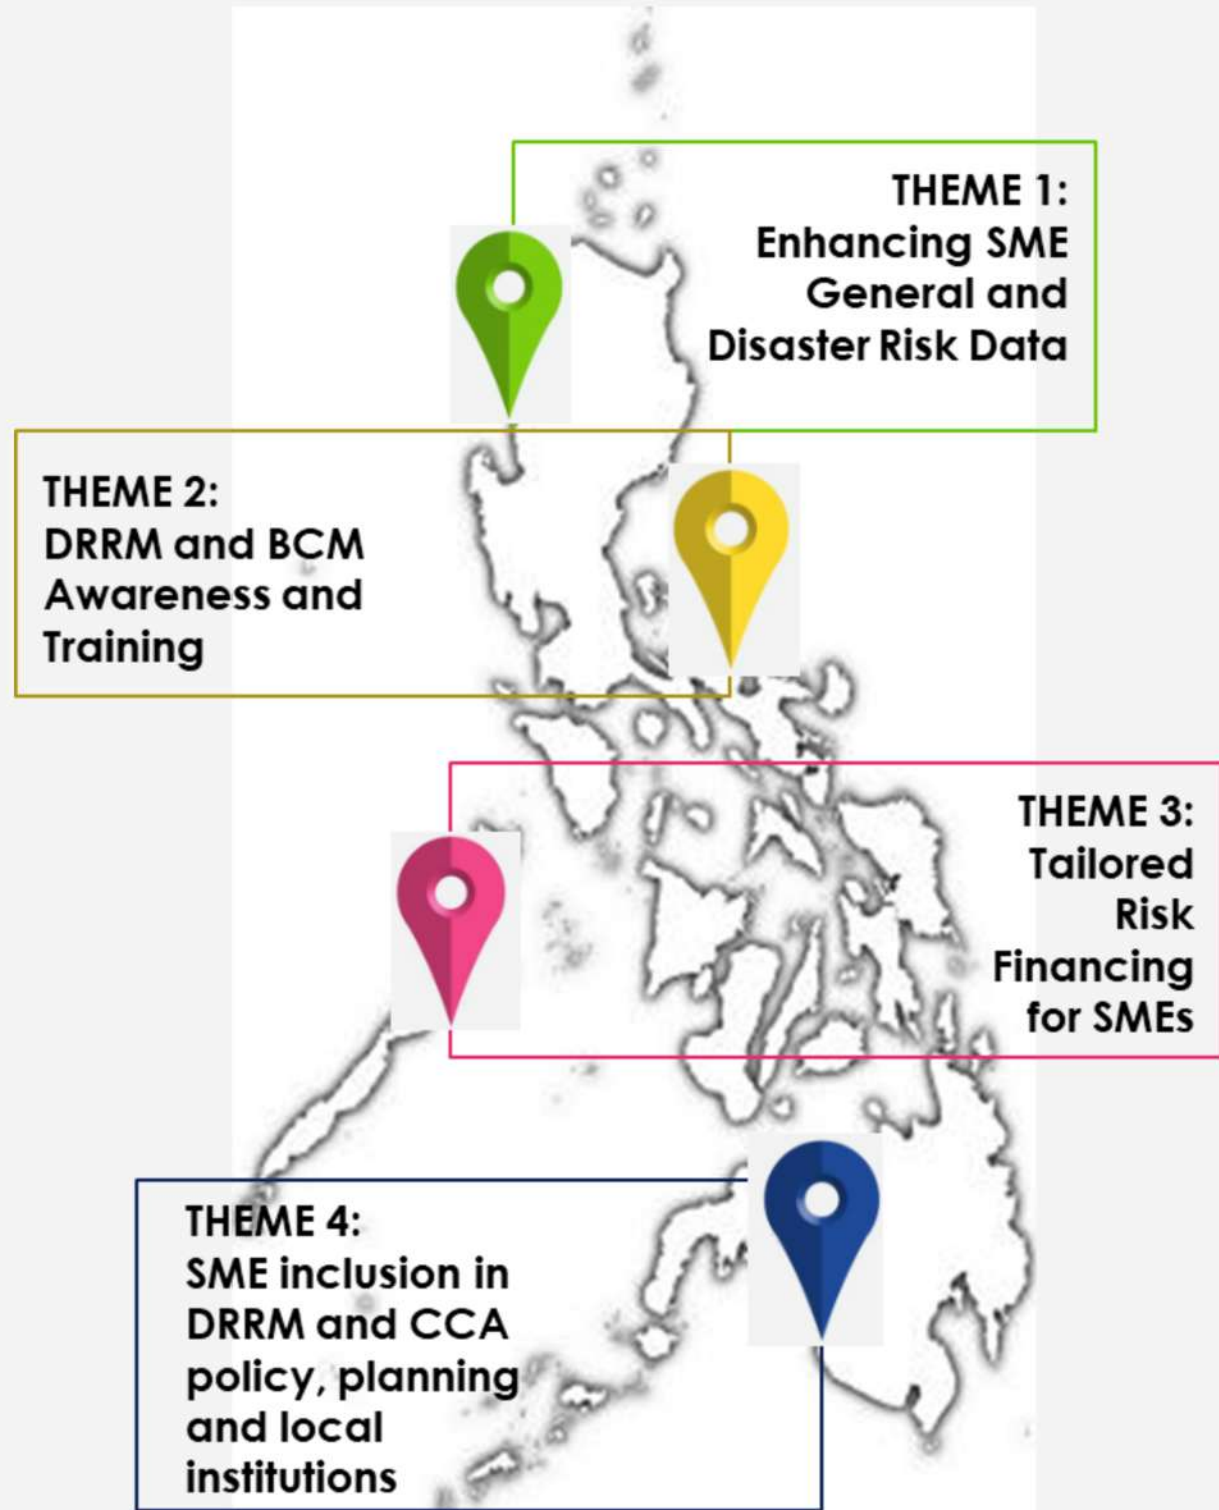 THEME 1:
Enhancing SME
General and
Disaster Risk Data
THEME 2:
DRRM and BCM
Awareness and
Training
THEME 3:
Tailored
Risk
Financing
for SMEs
THEME 4:
SME inclusion in
DRRM and CCA
policy, planning
and local
institutions